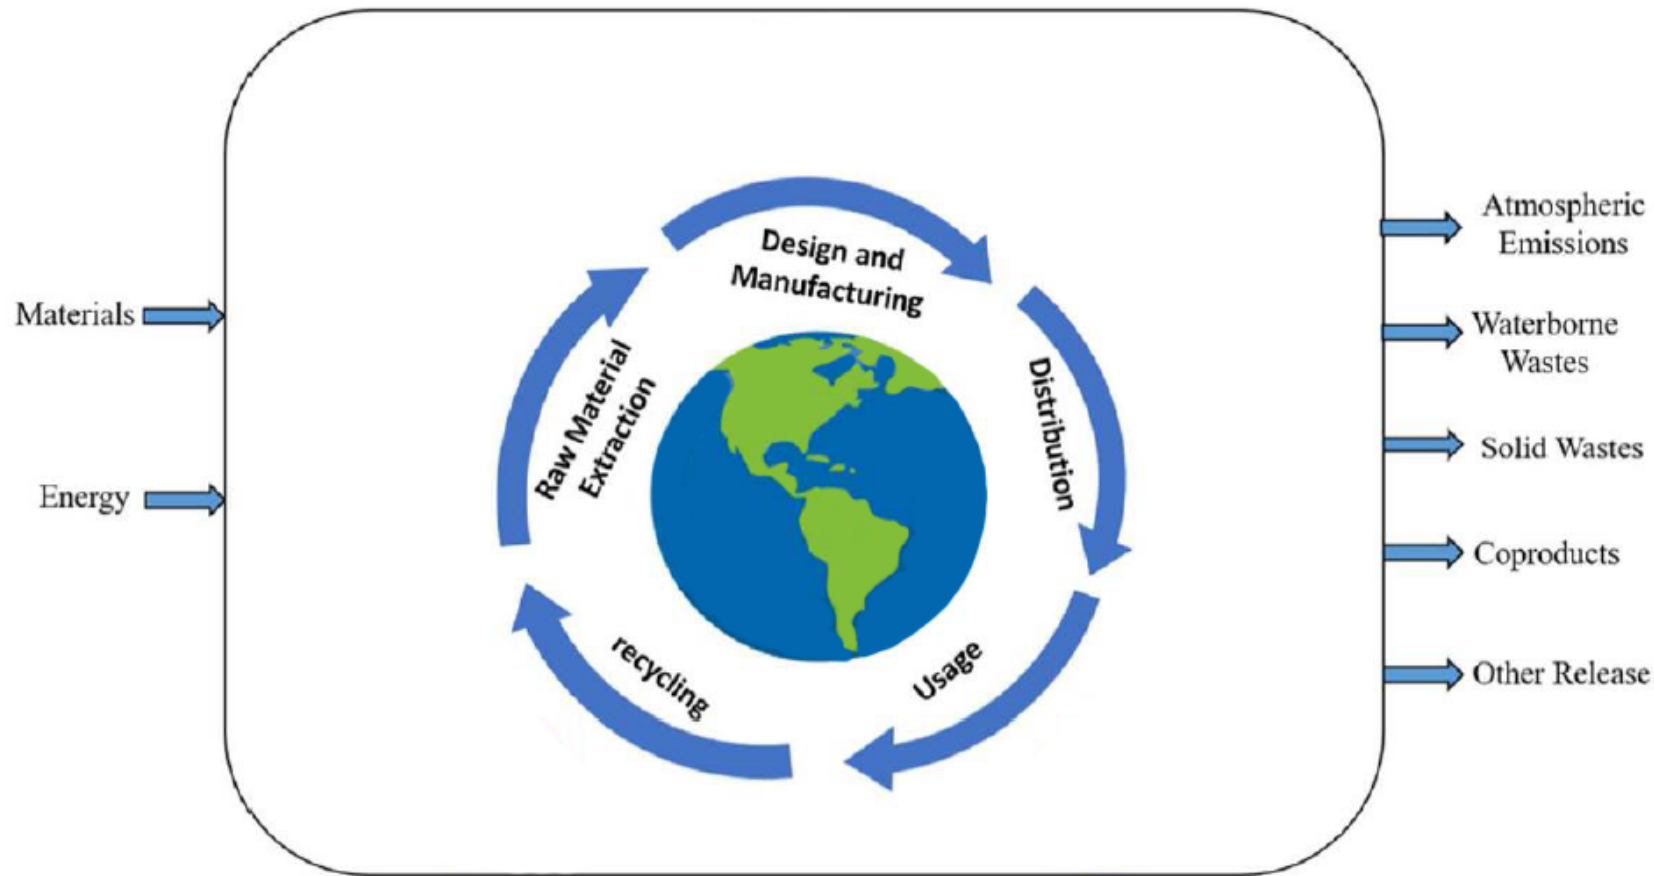 Materials
Energy
Design and
Manufacturing
Raw Material
Extraction
Distribution
Usage
recycling
Atmospheric
Emissions
Waterborne
Wastes
Solid Wastes
Coproducts
Other Release